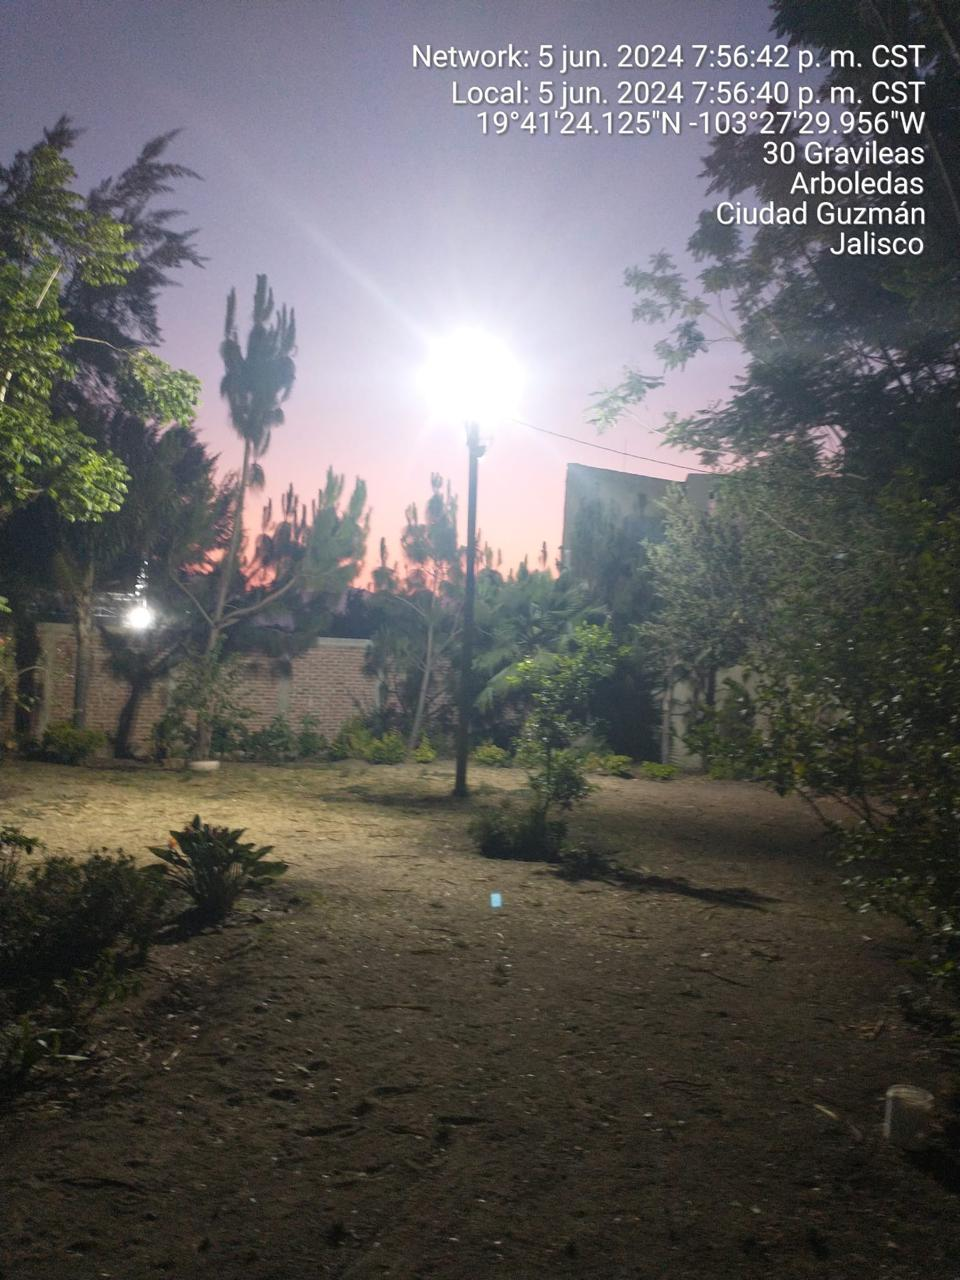 Network: 5 jun. 2024 7:56:42 p. m. CST
Local: 5 jun. 2024 7:56:40 p. m. CST
19°41'24.125"N -103°27'29.956"W
30 Gravileas
Arboledas
Ciudad Guzmán
Jalisco